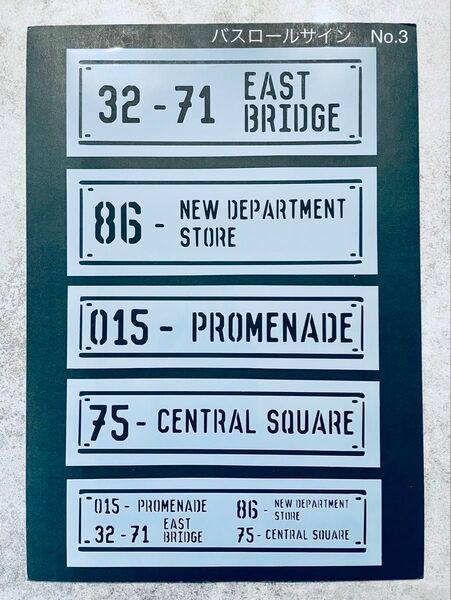 バスロールサイン No.3
32 - 71 EAST
BRIDGE
86 - NEW DEPARTMENT
STORE
015 - PROMENADE
75 - CENTRAL SQUARE
015 - PROMENADE
32 - 71 EAST
BRIDGE
86 - NEW DEPARTMENT
STORE
75 - CENTRAL SQUARE